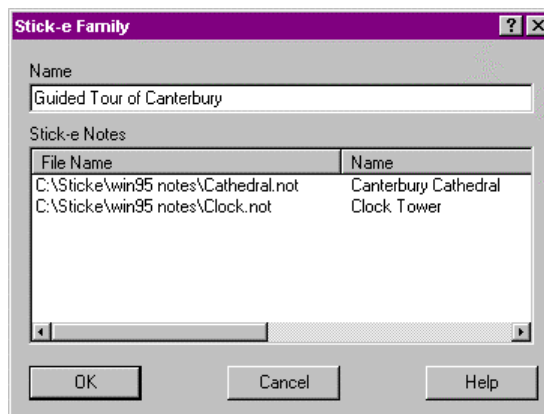 Stick-e Family
Name
Guided Tour of Canterbury
Stick-e Notes
File Name Name
C:\Sticke\win95 notes\Cathedral.not Canterbury Cathedral
C:\Sticke\win95 notes\Clock.not Clock Tower
OK Cancel Help